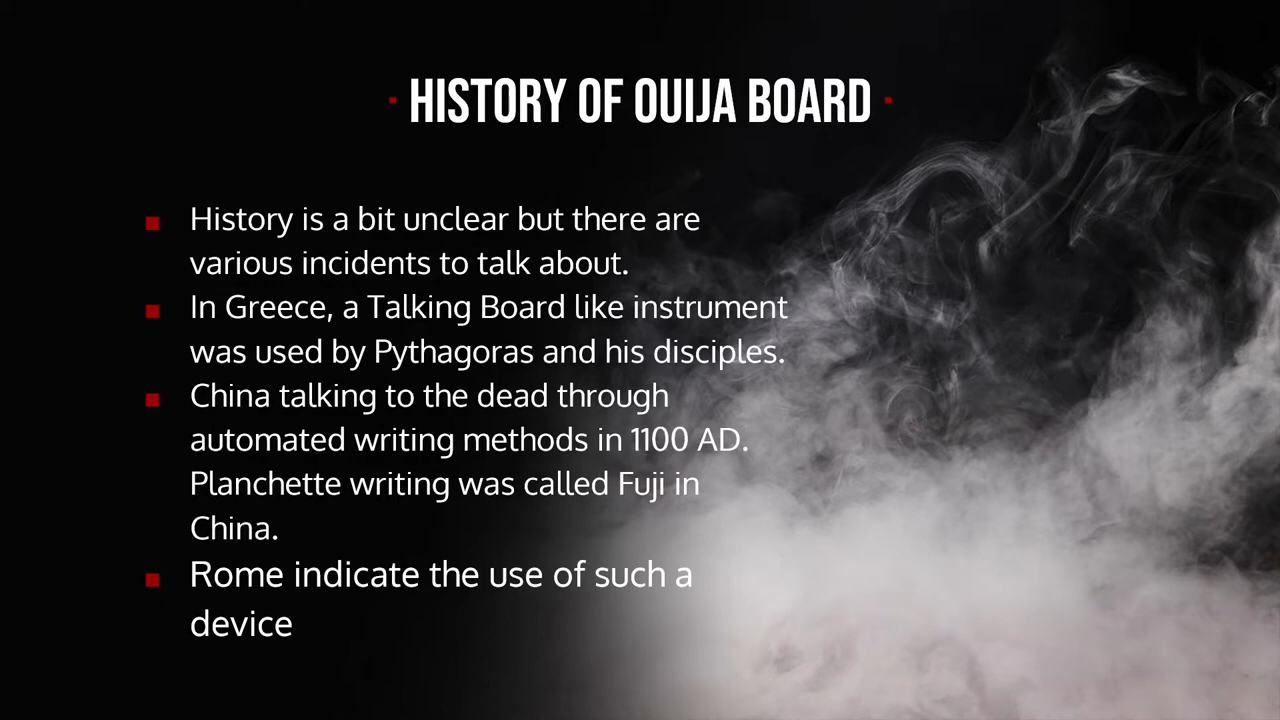 HISTORY OF OUIJA BOARD
History is a bit unclear but there are
various incidents to talk about.
In Greece, a Talking Board like instrument
was used by Pythagoras and his disciples.
China talking to the dead through
automated writing methods in 1100 AD.
Planchette writing was called Fuji in
China.
Rome indicate the use of such a
device